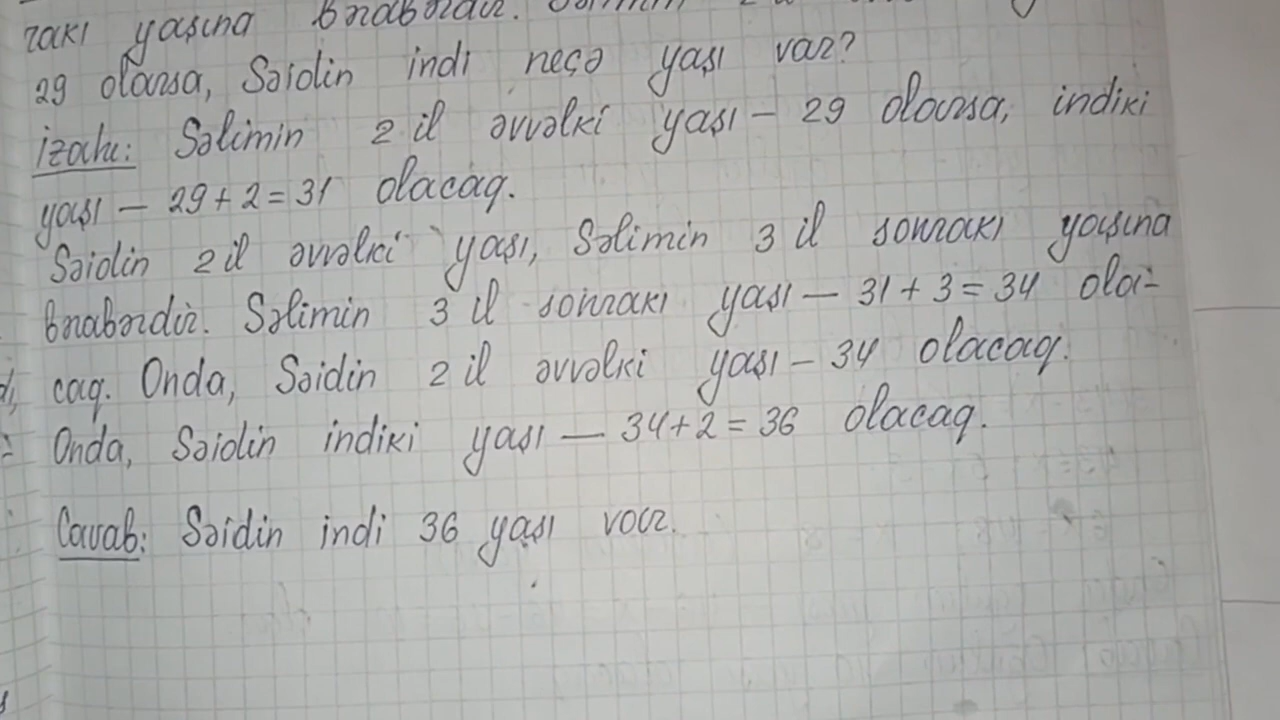 rakı yaşına bərabərdir.
29 olarsa, Səidin indi neçə yaşı var?
izahı: Səlimin 2 il əvvəlki yaşı – 29 olarsa, indiki
yaşı – 29 + 2 = 31 olacaq.
Səidin 2 il əvvəlki yaşı, Səlimin 3 il sonrakı yaşına
brabərdir. Səlimin 3 il sonrakı yaşı – 31 + 3 = 34 ola-
caq. Onda, Səidin 2 il əvvəlki yaşı – 34 olacaq.
Onda, Səidin indiki yaşı – 34 + 2 = 36 olacaq.
Cavab: Səidin indi 36 yaşı var.